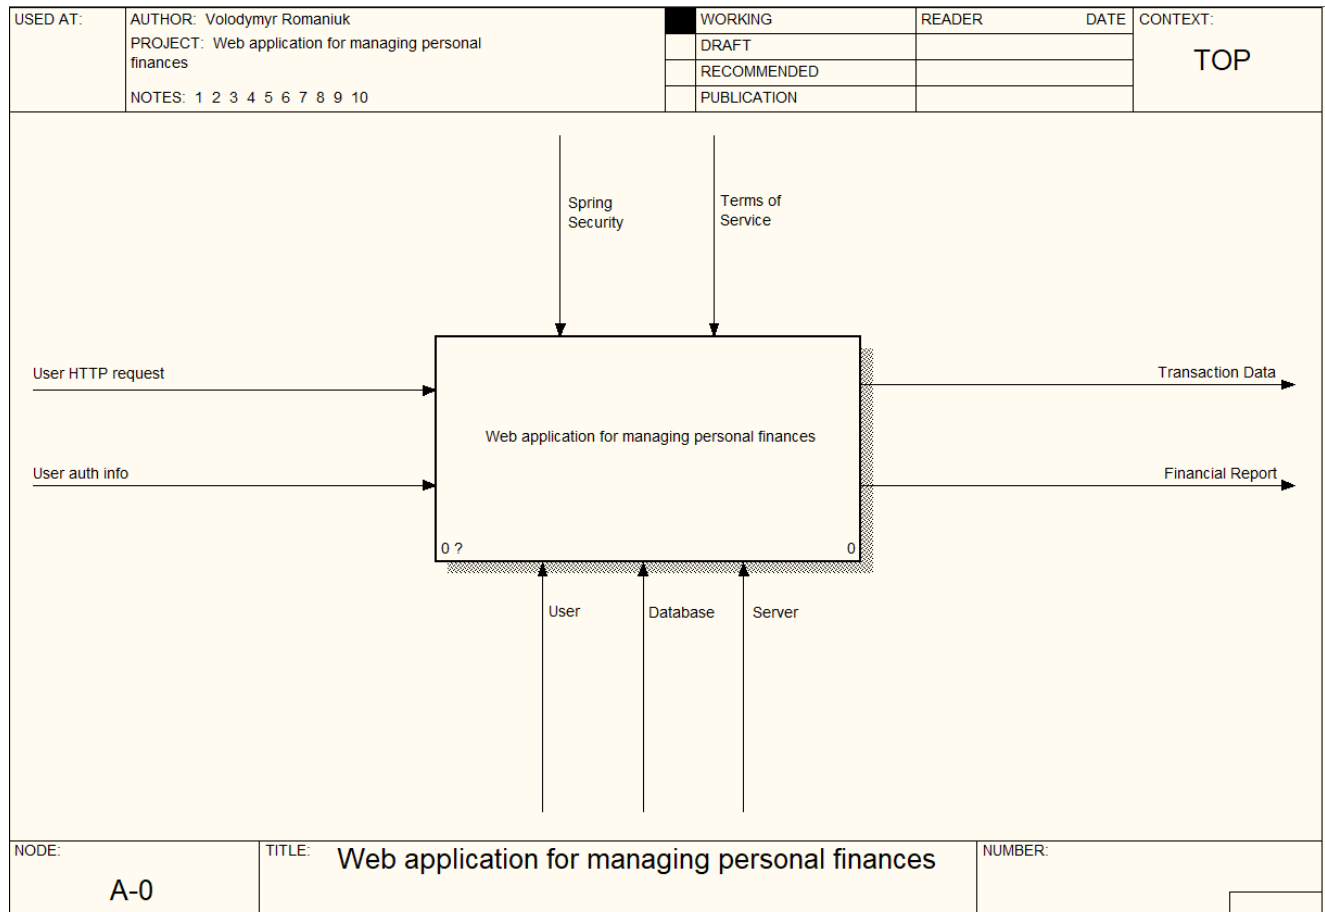 USED AT:
AUTHOR: Volodymyr Romaniuk
PROJECT: Web application for managing personal
finances
NOTES: 1 2 3 4 5 6 7 8 9 10
WORKING
DRAFT
RECOMMENDED
PUBLICATION
READER DATE
CONTEXT:
TOP
Spring
Security
Terms of
Service
User HTTP request
User auth info
Web application for managing personal finances
0 ?
0
Transaction Data
Financial Report
User
Database
Server
NODE:
A-0
TITLE:
Web application for managing personal finances
NUMBER: